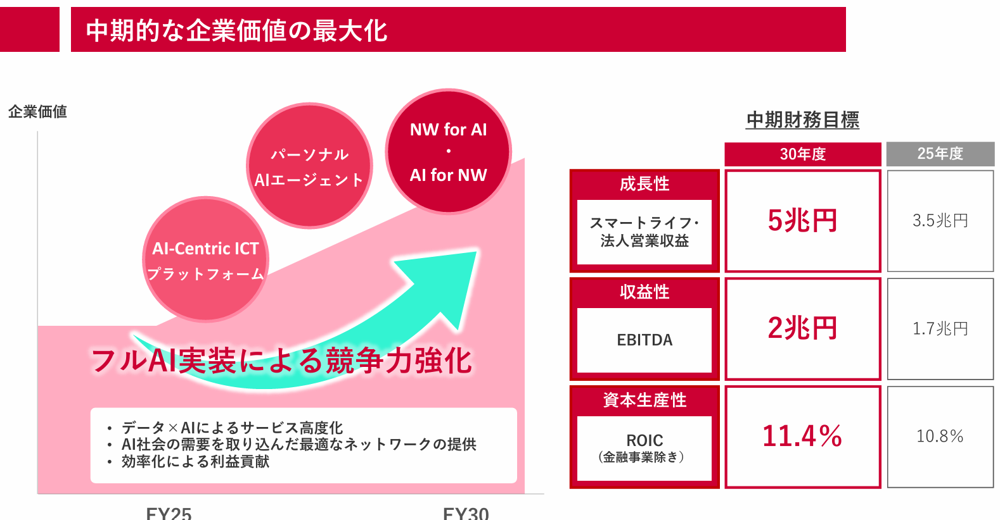 中期的な企業価値の最大化
企業価値
NW for AI
・
AI for NW
パーソナル
AIエージェント
AI-Centric ICT
プラットフォーム
フルAI実装による競争力強化
• データ×AIによるサービス高度化
• AI社会の需要を取り込んだ最適なネットワークの提供
• 効率化による利益貢献
FY25
FY30
中期財務目標
30年度
25年度
成長性
スマートライフ・
法人営業収益
5兆円
3.5兆円
収益性
EBITDA
2兆円
1.7兆円
資本生産性
ROIC
（金融事業除き）
11.4%
10.8%